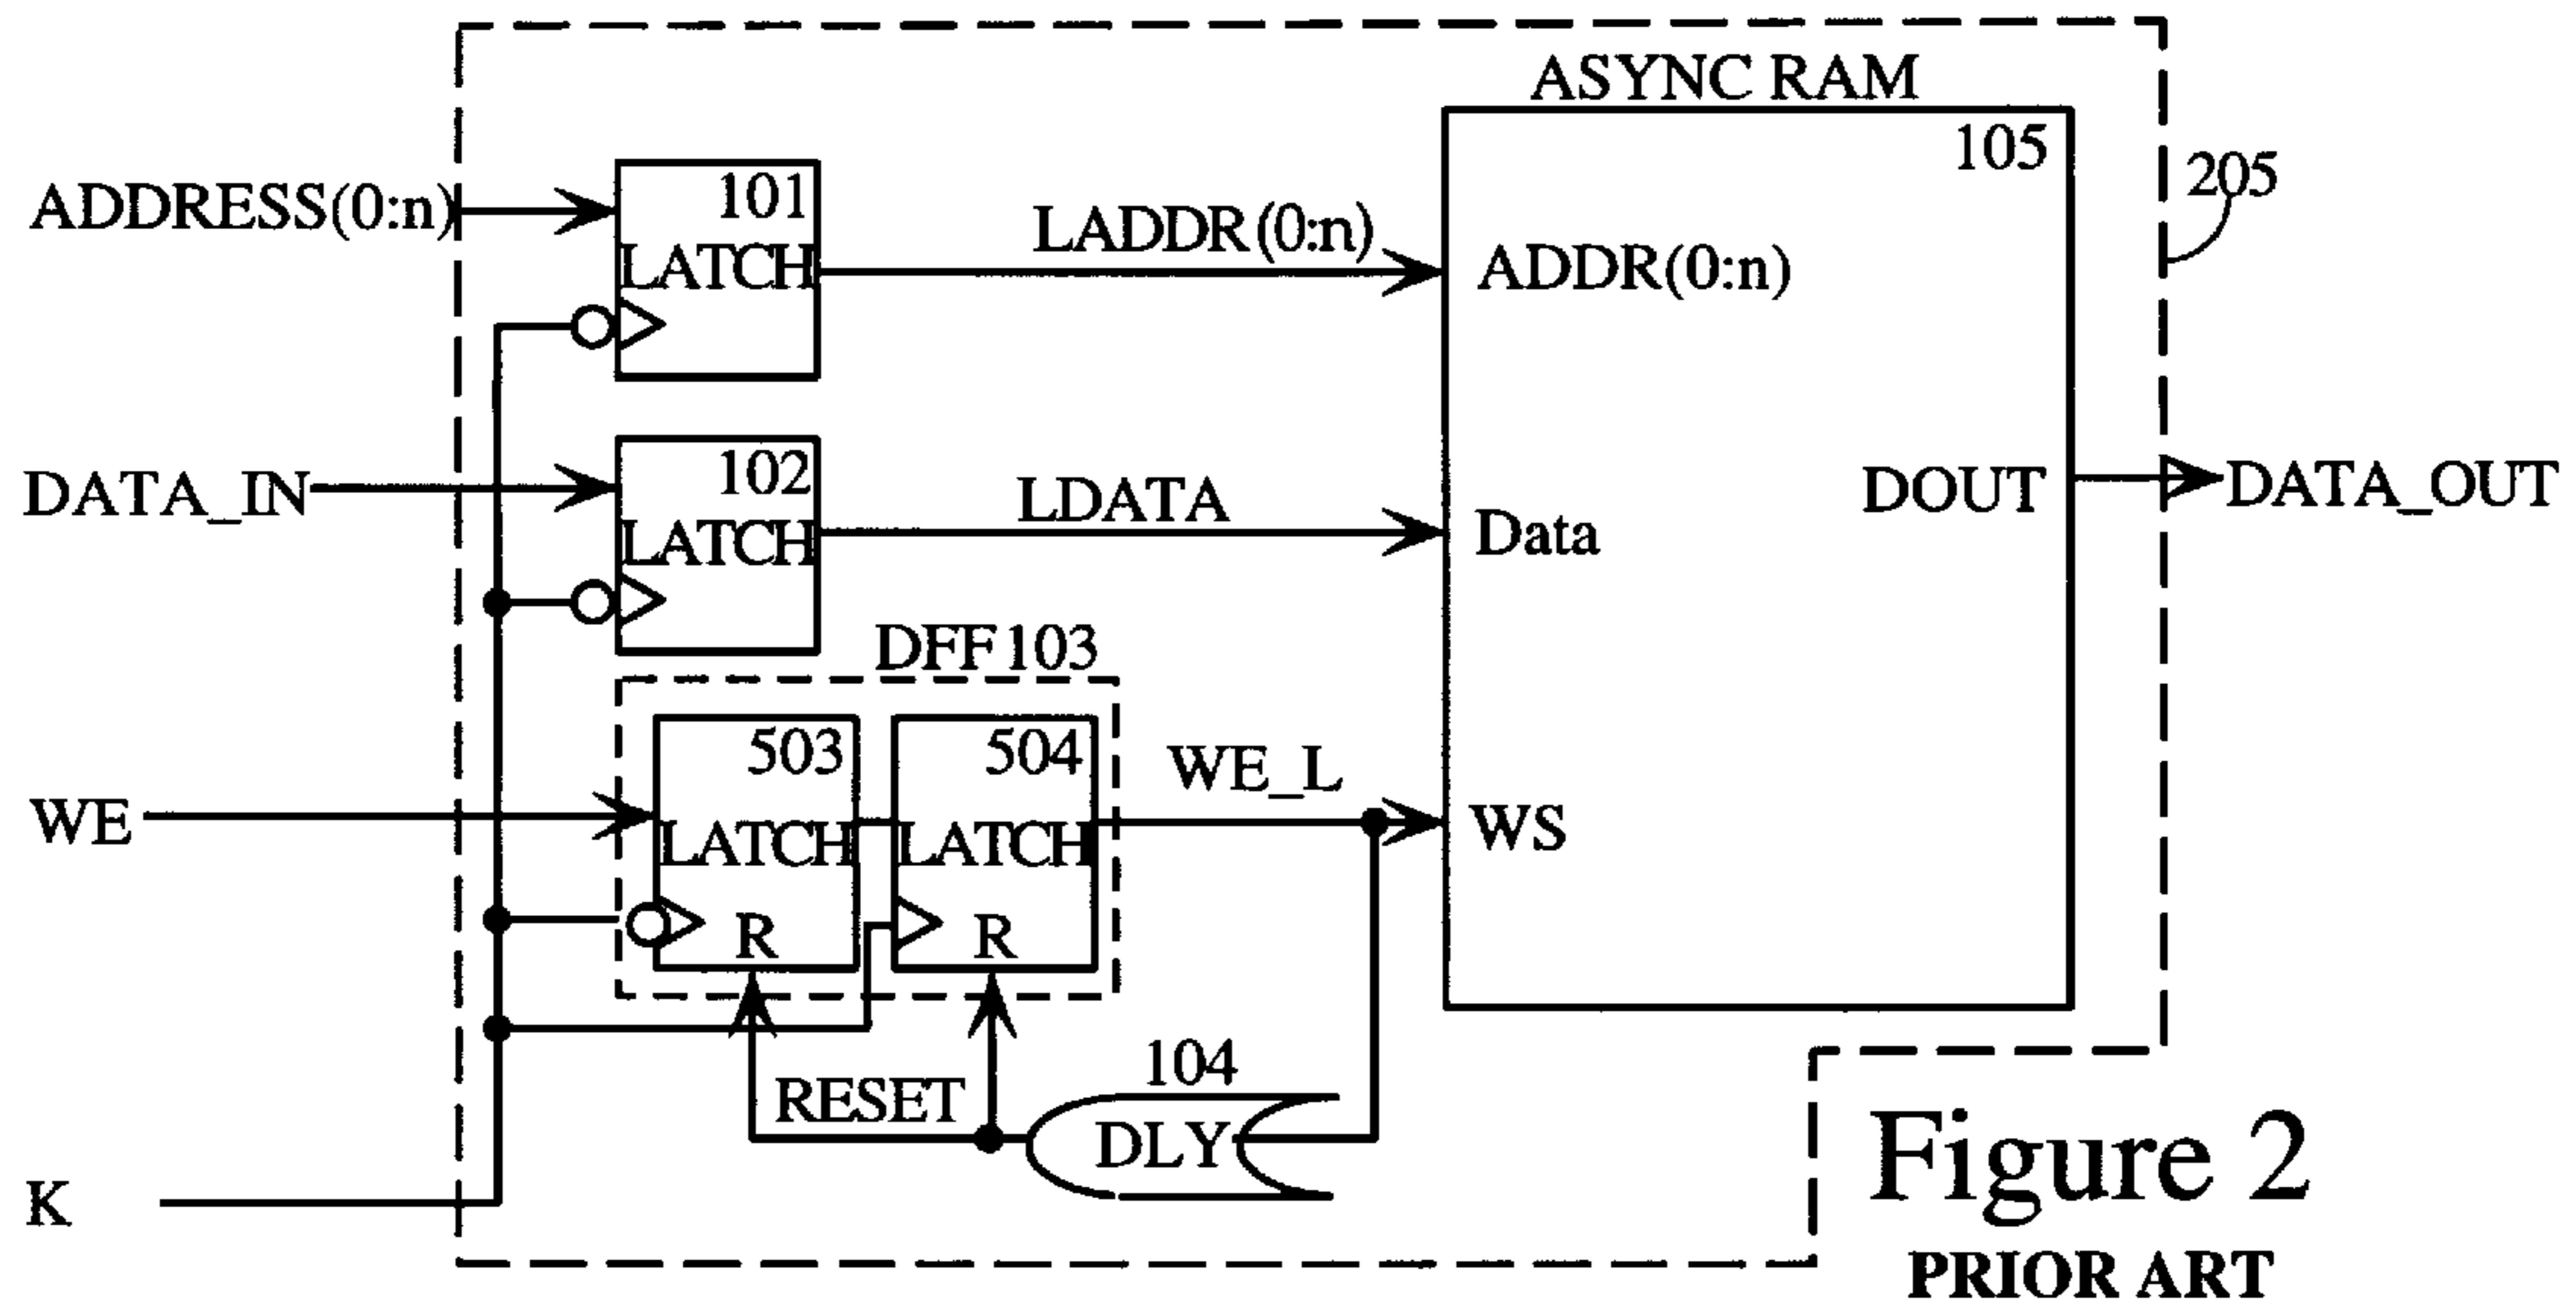 ASYNC RAM
105
205
ADDRESS(0:n)
101
LATCH
LADDR(0:n)
ADDR(0:n)
DATA_IN
102
LATCH
LDATA
Data
DOUT
DATA_OUT
DFF103
503
504
WE_L
WE
LATCH
LATCH
WS
R
R
104
RESET
DLY
K
Figure 2
PRIOR ART